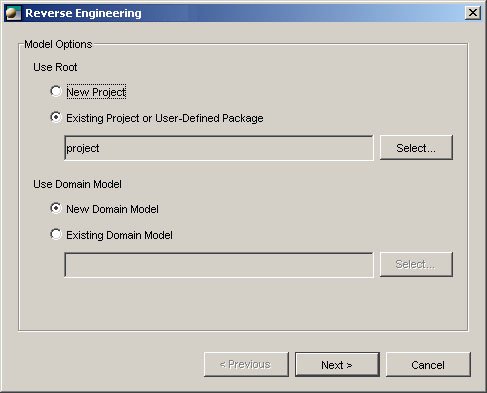 Reverse Engineering
Model Options
Use Root
New Project
Existing Project or User-Defined Package
project
Select...
Use Domain Model
New Domain Model
Existing Domain Model
Select...
< Previous
Next >
Cancel